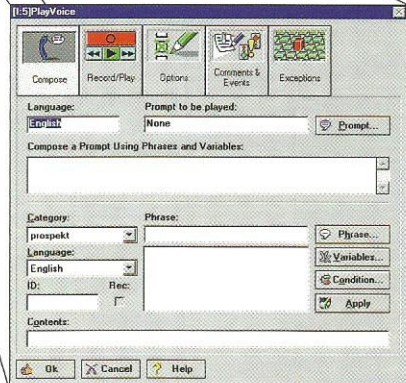 [I:5]PlayVoice
Compose
Record/Play
Options
Comments & Events
Exceptions
Language:
Prompt to be played:
English
None
Prompt...
Compose a Prompt Using Phrases and Variables:
Category:
Phrase:
prospekt
Phrase...
Language:
Variables...
English
Condition...
ID:
Rec:
Apply
Contents:
Ok
Cancel
Help